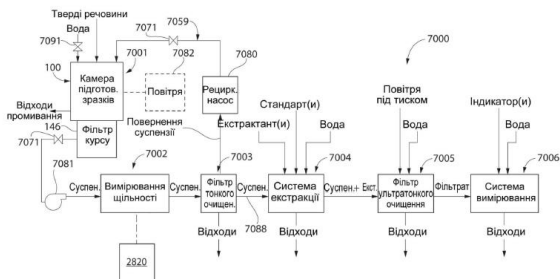 Тверді речовини
Вода
7091
7071
7059
7001
7080
7082
7000
100
Камера
підготов.
зразків
Повітря
Рецирк.
насос
Відходи
промивання
146
Фільтр
курсу
7071
7081
Повернення
суспензії
Стандарт(и)
Екстрактант(и)
Вода
Повітря
під тиском
Вода
Індикатор(и)
Вода
7002
7003
7004
7005
7006
Суспен.
Вимірювання
щільності
Суспен.
Фільтр
тонкого
очищен.
Суспен.
7088
Система
екстракції
Суспен.+ Екст.
Фільтр
ультратонкого
очищення
Фільтрат
Система
вимірювання
Відходи
Відходи
Відходи
Відходи
2820